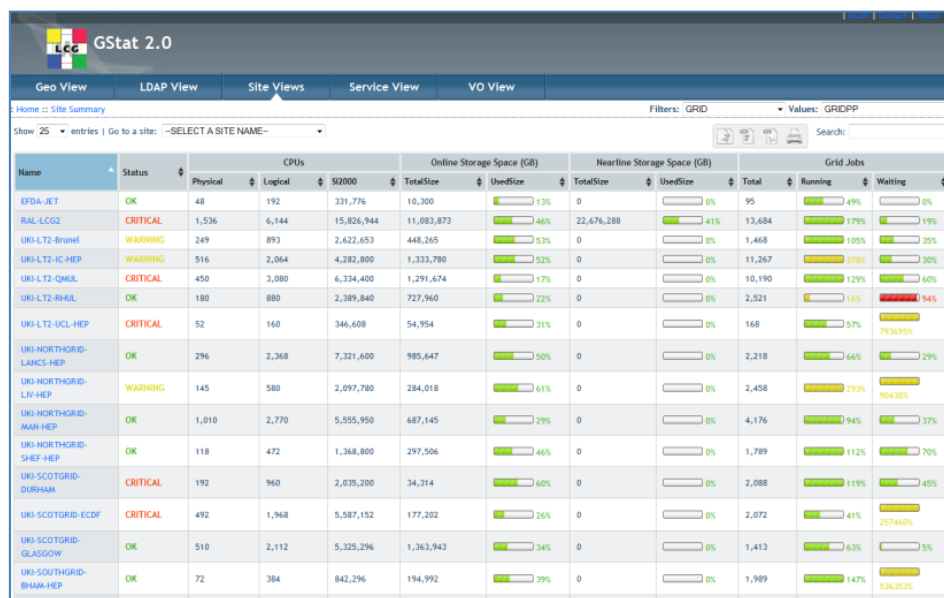 | GGUS | Contact | About
LCG GStat 2.0
Geo View LDAP View Site Views Service View VO View
: Home :: Site Summary Filters: GRID Values: GRIDPP
Show 25 entries | Go to a site: --SELECT A SITE NAME-- Search:
Name Status CPUs Online Storage Space (GB) Nearline Storage Space (GB) Grid Jobs
Physical Logical SI2000 TotalSize UsedSize TotalSize UsedSize Total Running Waiting
EFDA-JET OK 48 192 331,776 10,300 13% 0 0% 95 49% 0%
RAL-LCG2 CRITICAL 1,536 6,144 15,826,944 11,083,873 46% 22,676,288 41% 13,684 179% 19%
UKI-LT2-Brunel WARNING 249 893 2,622,653 448,265 53% 0 0% 1,468 105% 35%
UKI-LT2-IC-HEP WARNING 516 2,064 4,282,800 1,333,780 52% 0 0% 11,267 378% 30%
UKI-LT2-QMUL CRITICAL 450 3,080 6,334,400 1,291,674 17% 0 0% 10,190 129% 60%
UKI-LT2-RHUL OK 180 880 2,389,840 727,960 22% 0 0% 2,521 16% 94%
UKI-LT2-UCL-HEP CRITICAL 52 160 346,608 54,954 31% 0 0% 168 57% 793695%
UKI-NORTHGRID-
LANCS-HEP OK 296 2,368 7,321,600 985,647 50% 0 0% 2,218 66% 29%
UKI-NORTHGRID-
LIV-HEP WARNING 145 580 2,097,780 284,018 61% 0 0% 2,458 293% 90438%
UKI-NORTHGRID-
MAN-HEP OK 1,010 2,770 5,555,950 687,145 29% 0 0% 4,176 94% 37%
UKI-NORTHGRID-
SHEF-HEP OK 118 472 1,368,800 297,506 46% 0 0% 1,789 112% 70%
UKI-SCOTGRID-
DURHAM CRITICAL 192 960 2,035,200 34,314 60% 0 0% 2,088 119% 45%
UKI-SCOTGRID-ECDF CRITICAL 492 1,968 5,587,152 177,202 26% 0 0% 2,072 41% 257460%
UKI-SCOTGRID-
GLASGOW OK 510 2,112 5,325,296 1,363,943 34% 0 0% 1,413 63% 5%
UKI-SOUTHGRID-
BHAM-HEP OK 72 384 842,296 194,992 39% 0 0% 1,989 147% 536353%